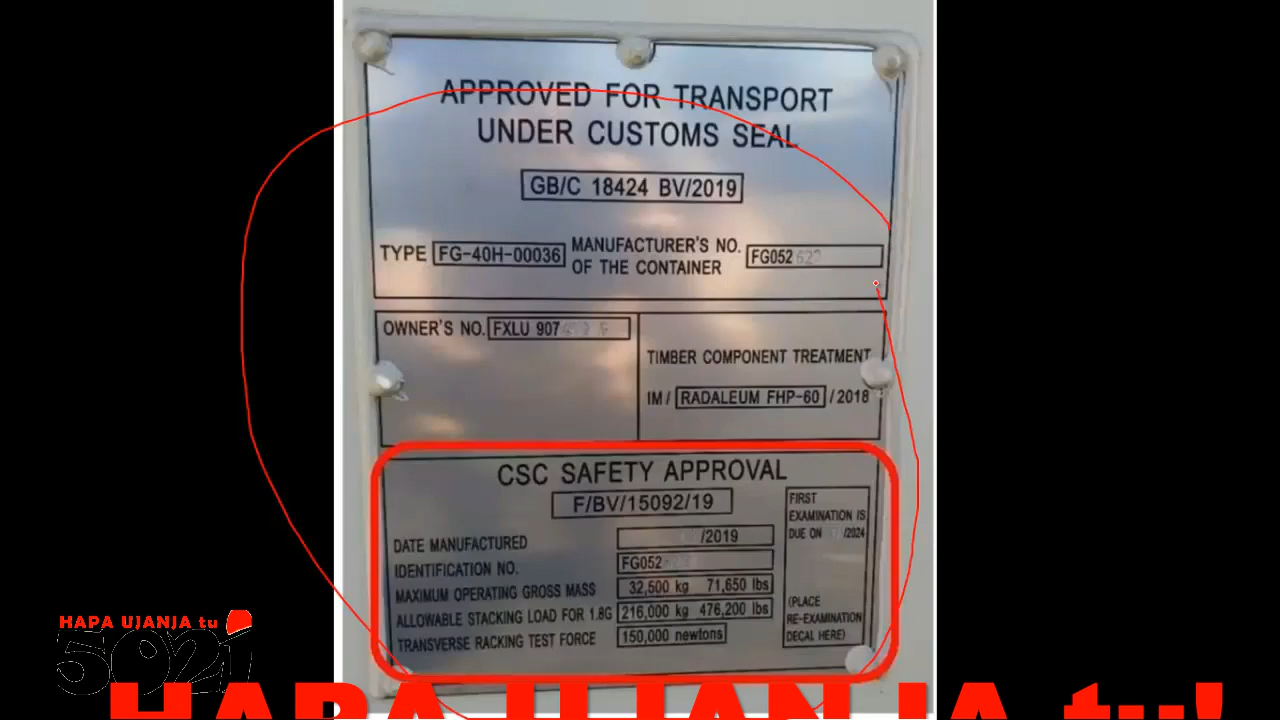 APPROVED FOR TRANSPORT
UNDER CUSTOMS SEAL
GB/C 18424 BV/2019
TYPE FG-40H-00036 MANUFACTURER'S NO. OF THE CONTAINER FG052
OWNER'S NO. FXLU 907
TIMBER COMPONENT TREATMENT
IM / RADALEUM FHP-60 / 2018
CSC SAFETY APPROVAL
F/BV/15092/19
DATE MANUFACTURED /2019
IDENTIFICATION NO. FG052
MAXIMUM OPERATING GROSS MASS 32,500 kg 71,650 lbs
ALLOWABLE STACKING LOAD FOR 1.8G 216,000 kg 476,200 lbs
TRANSVERSE RACKING TEST FORCE 150,000 newtons
FIRST
EXAMINATION IS
DUE ON /2024
(PLACE
RE-EXAMINATION
DECAL HERE)
HAPA UJANJA tu
5021
HAPA UJANJA tu!